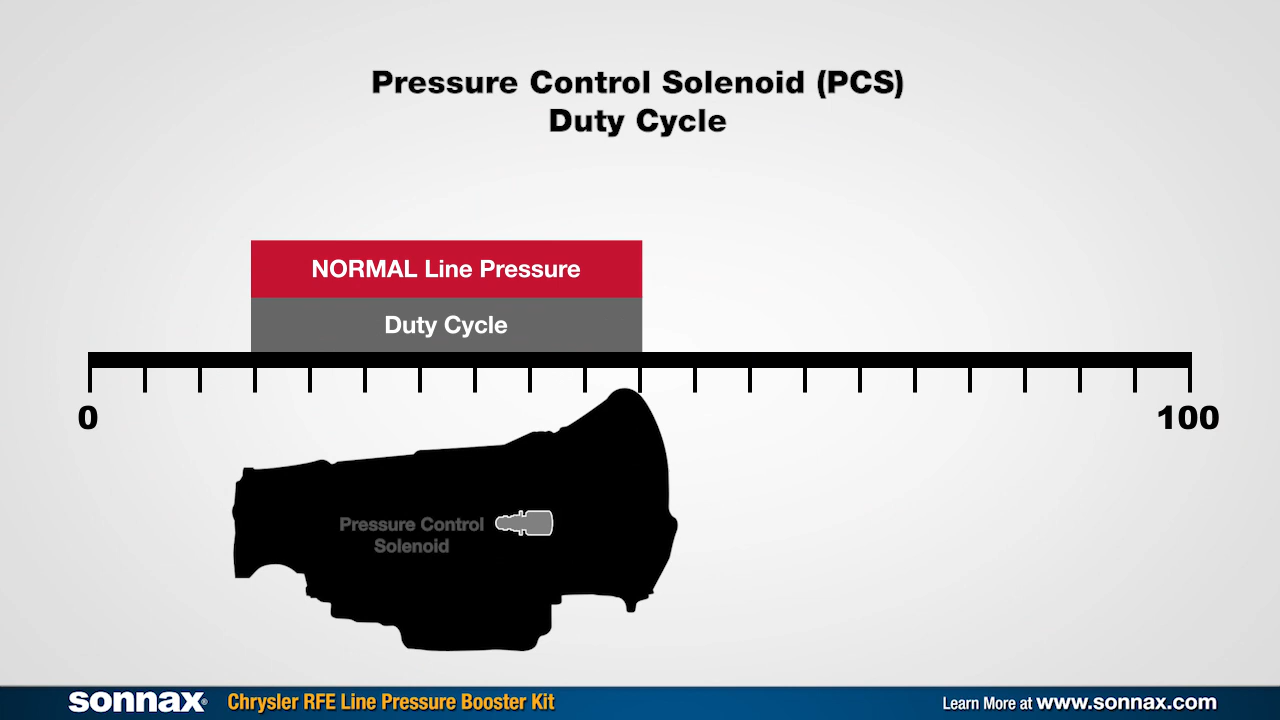 Pressure Control Solenoid (PCS)
Duty Cycle
NORMAL Line Pressure
Duty Cycle
0
100
Pressure Control
Solenoid
sonnax®
Chrysler RFE Line Pressure Booster Kit
Learn More at www.sonnax.com